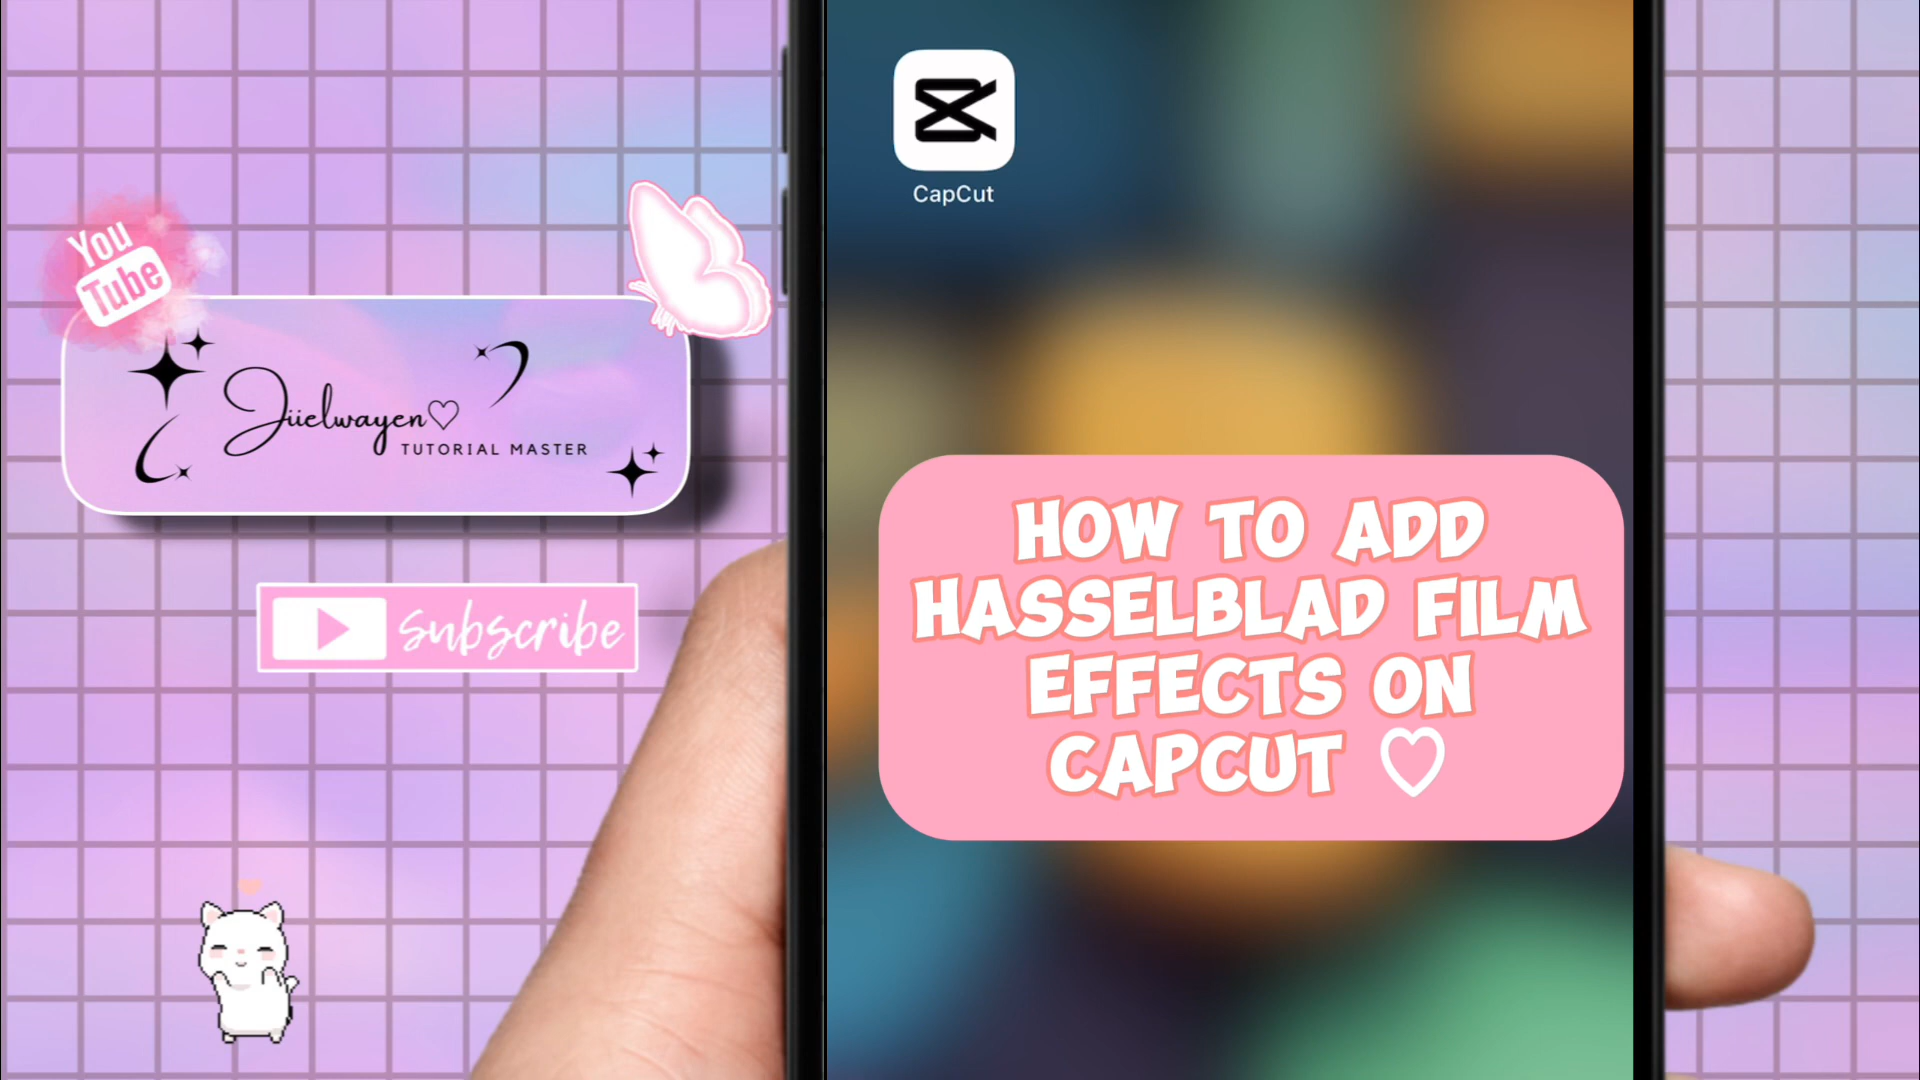 You
Tube
Jüelwayen♡
TUTORIAL MASTER
Subscribe
CapCut
HOW TO ADD
HASSELBLAD FILM
EFFECTS ON
CAPCUT ♡